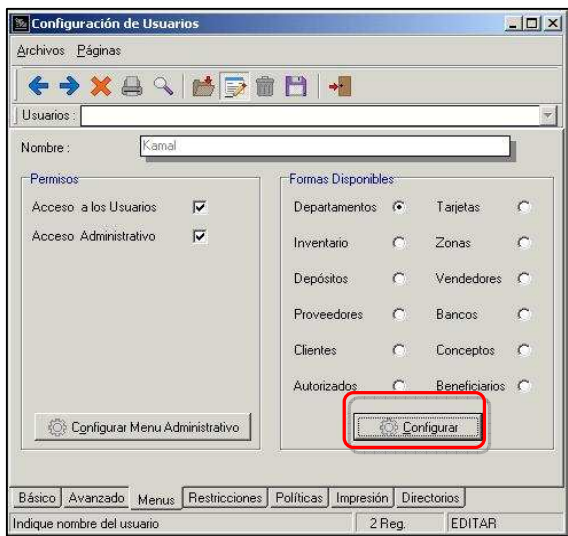 Configuración de Usuarios
Archivos Páginas
Usuarios :
Nombre : Kamal
Permisos
Acceso a los Usuarios
Acceso Administrativo
Configurar Menu Administrativo
Formas Disponibles
Departamentos Tarjetas
Inventario Zonas
Depósitos Vendedores
Proveedores Bancos
Clientes Conceptos
Autorizados Beneficiarios
Configurar
Básico Avanzado Menus Restricciones Políticas Impresión Directorios
Indique nombre del usuario 2 Reg. EDITAR